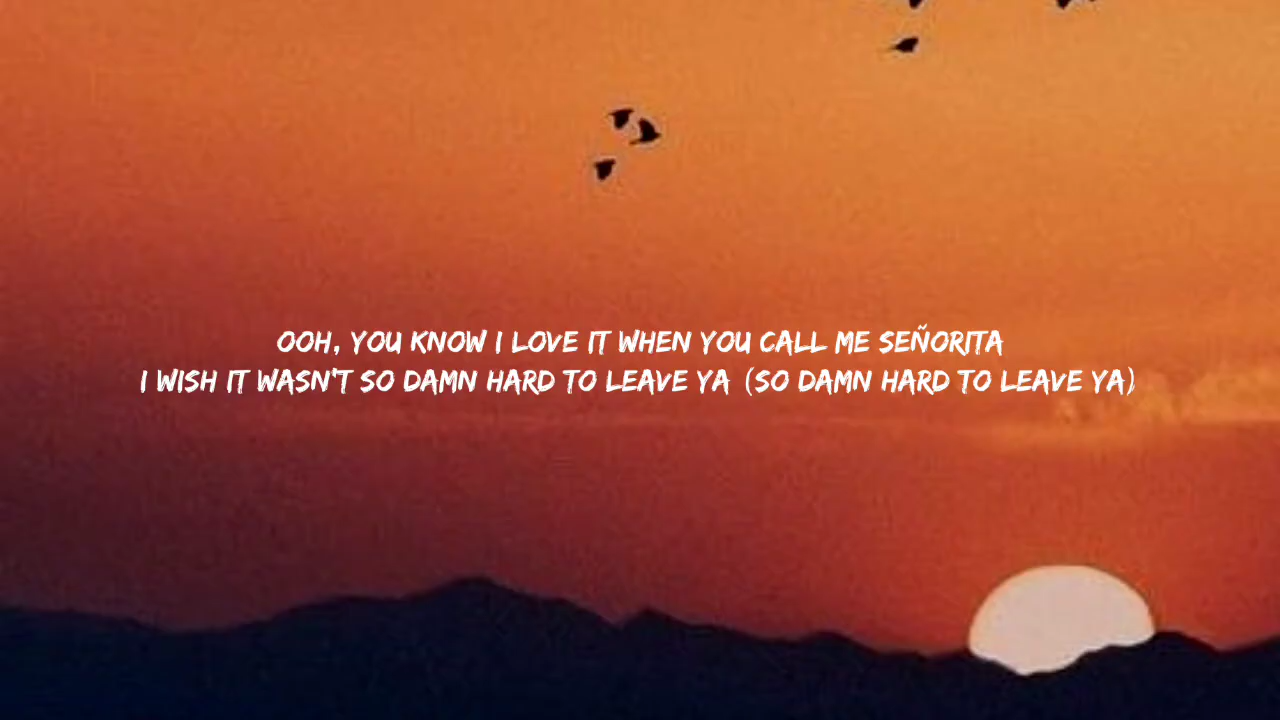 OOH, YOU KNOW I LOVE IT WHEN YOU CALL ME SEÑORITA
I WISH IT WASN'T SO DAMN HARD TO LEAVE YA (SO DAMN HARD TO LEAVE YA)